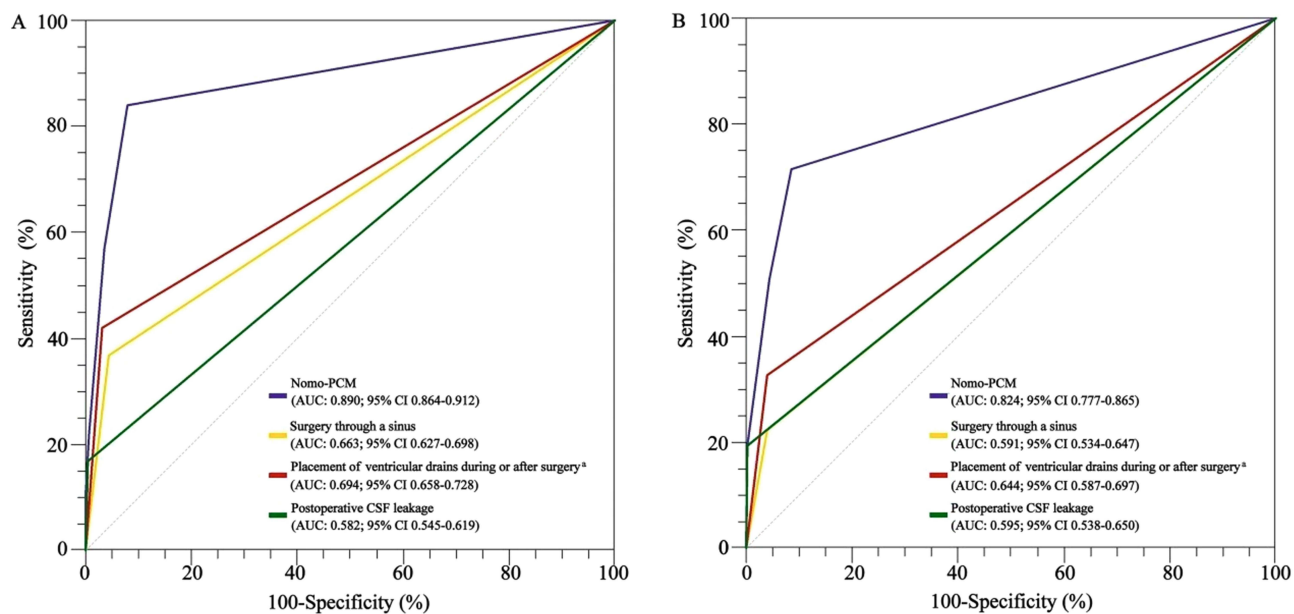 A
100
80
60
40
20
0
Sensitivity (%)
Nomo-PCM
(AUC: 0.890; 95% CI 0.864-0.912)
Surgery through a sinus
(AUC: 0.663; 95% CI 0.627-0.698)
Placement of ventricular drains during or after surgeryᵃ
(AUC: 0.694; 95% CI 0.658-0.728)
Postoperative CSF leakage
(AUC: 0.582; 95% CI 0.545-0.619)
0 20 40 60 80 100
100-Specificity (%)
B
100
80
60
40
20
0
Sensitivity (%)
Nomo-PCM
(AUC: 0.824; 95% CI 0.777-0.865)
Surgery through a sinus
(AUC: 0.591; 95% CI 0.534-0.647)
Placement of ventricular drains during or after surgeryᵃ
(AUC: 0.644; 95% CI 0.587-0.697)
Postoperative CSF leakage
(AUC: 0.595; 95% CI 0.538-0.650)
0 20 40 60 80 100
100-Specificity (%)